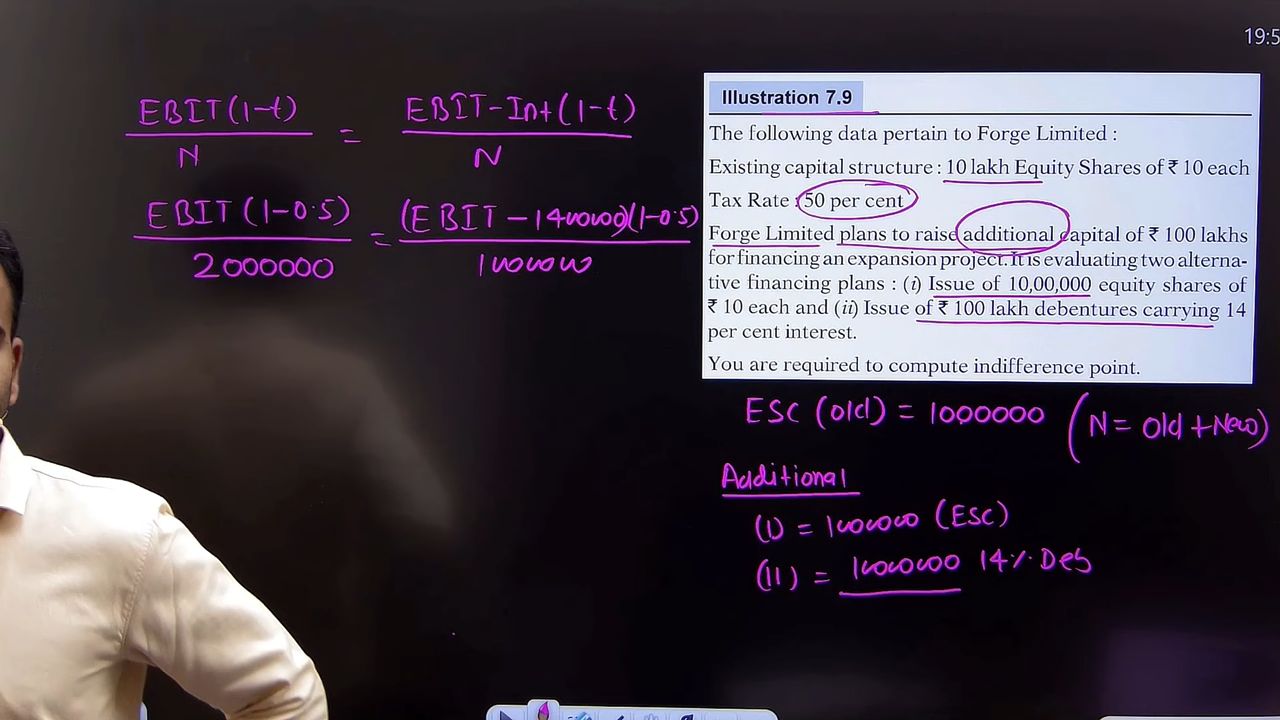 19:5
EBIT(1-t) = EBIT-Int(1-t)
N N
EBIT(1-0.5) = (EBIT-1400000)(1-0.5)
2000000 1000000
Illustration 7.9
The following data pertain to Forge Limited :
Existing capital structure : 10 lakh Equity Shares of ₹ 10 each
Tax Rate : 50 per cent
Forge Limited plans to raise additional capital of ₹ 100 lakhs
for financing an expansion project. It is evaluating two alterna-
tive financing plans : (i) Issue of 10,00,000 equity shares of
₹ 10 each and (ii) Issue of ₹ 100 lakh debentures carrying 14
per cent interest.
You are required to compute indifference point.
ESC (old) = 1000000 (N = Old + New)
Additional
(I) = 1000000 (ESC)
(II) = 10000000 14% Deb